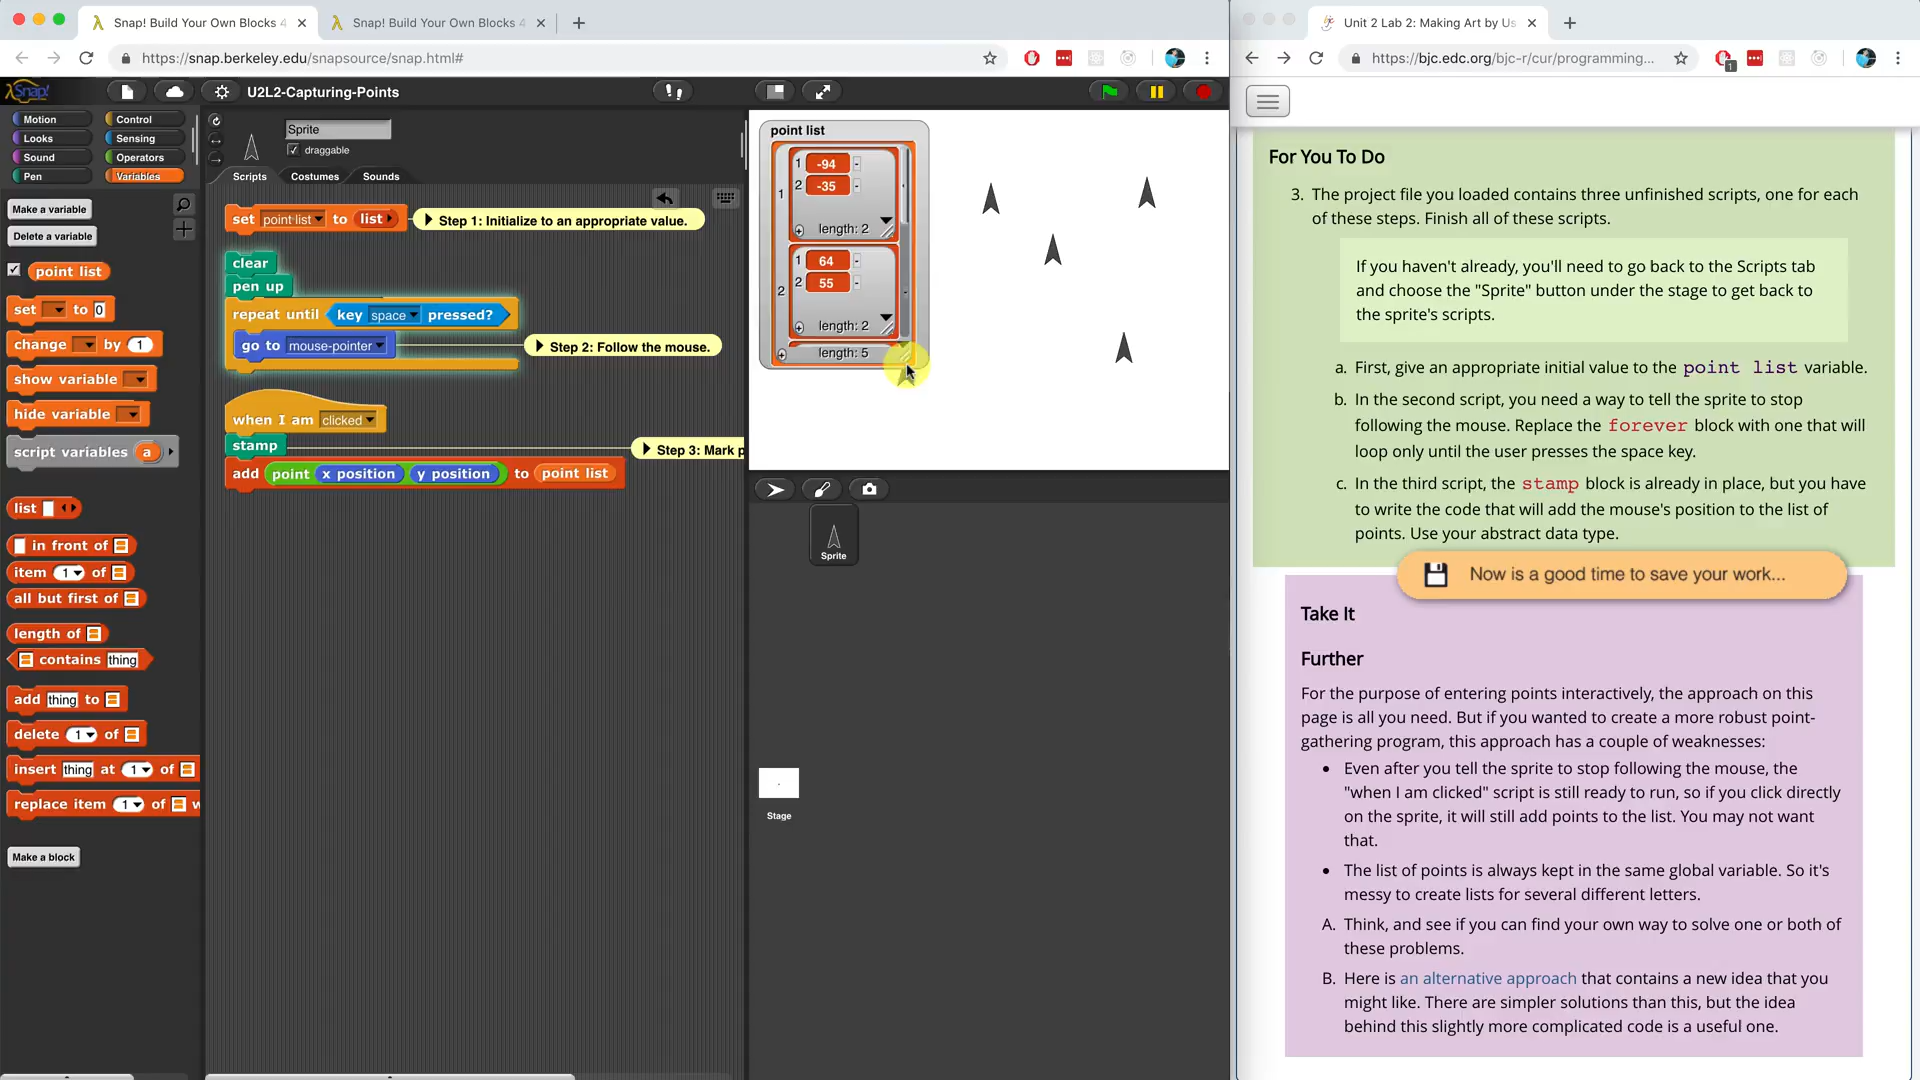 Snap! Build Your Own Blocks 4
Snap! Build Your Own Blocks 4
https://snap.berkeley.edu/snapsource/snap.html#
Snap!
U2L2-Capturing-Points
Motion
Control
Looks
Sensing
Sound
Operators
Pen
Variables
Make a variable
Delete a variable
point list
set to 0
change by 1
show variable
hide variable
script variables a
list
in front of
item 1 of
all but first of
length of
contains thing
add thing to
delete 1 of
insert thing at 1 of
replace item 1 of w
Make a block
Sprite
draggable
Scripts
Costumes
Sounds
set point list to list
Step 1: Initialize to an appropriate value.
clear
pen up
repeat until key space pressed?
go to mouse-pointer
Step 2: Follow the mouse.
when I am clicked
stamp
Step 3: Mark p
add point x position y position to point list
point list
1
1 -94
2 -35
length: 2
2
1 64
2 55
length: 2
length: 5
Sprite
Stage
Unit 2 Lab 2: Making Art by Us
https://bjc.edc.org/bjc-r/cur/programming...
1
For You To Do
3. The project file you loaded contains three unfinished scripts, one for each
of these steps. Finish all of these scripts.
If you haven't already, you'll need to go back to the Scripts tab
and choose the "Sprite" button under the stage to get back to
the sprite's scripts.
a. First, give an appropriate initial value to the point list variable.
b. In the second script, you need a way to tell the sprite to stop
following the mouse. Replace the forever block with one that will
loop only until the user presses the space key.
c. In the third script, the stamp block is already in place, but you have
to write the code that will add the mouse's position to the list of
points. Use your abstract data type.
Now is a good time to save your work...
Take It
Further
For the purpose of entering points interactively, the approach on this
page is all you need. But if you wanted to create a more robust point-
gathering program, this approach has a couple of weaknesses:
• Even after you tell the sprite to stop following the mouse, the
"when I am clicked" script is still ready to run, so if you click directly
on the sprite, it will still add points to the list. You may not want
that.
• The list of points is always kept in the same global variable. So it's
messy to create lists for several different letters.
A. Think, and see if you can find your own way to solve one or both of
these problems.
B. Here is an alternative approach that contains a new idea that you
might like. There are simpler solutions than this, but the idea
behind this slightly more complicated code is a useful one.